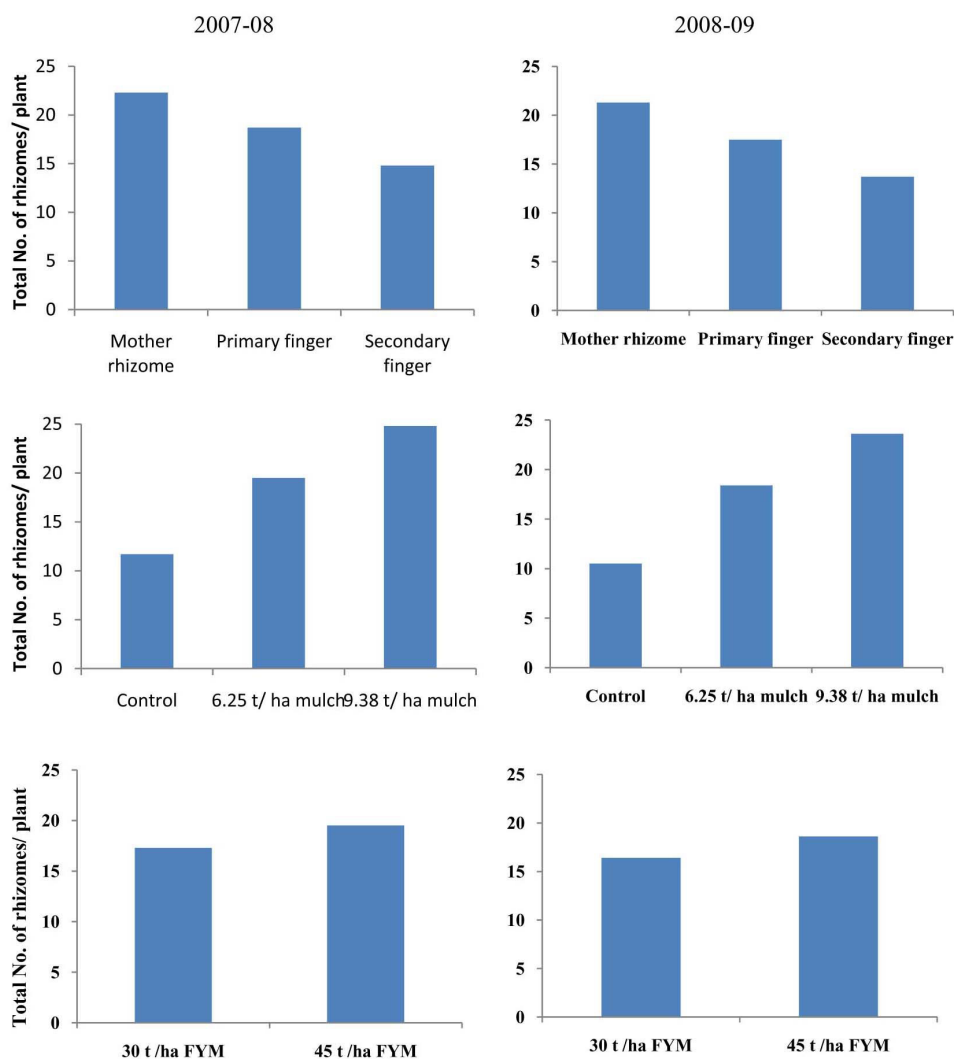 2007-08
2008-09
Total No. of rhizomes/ plant
25
20
15
10
5
0
Mother
rhizome
Primary finger
Secondary
finger
25
20
15
10
5
0
Mother rhizome
Primary finger
Secondary finger
Total No. of rhizomes/ plant
25
20
15
10
5
0
Control
6.25 t/ ha mulch
9.38 t/ ha mulch
25
20
15
10
5
0
Control
6.25 t/ ha mulch
9.38 t/ ha mulch
Total No. of rhizomes/ plant
25
20
15
10
5
0
30 t /ha FYM
45 t /ha FYM
25
20
15
10
5
0
30 t /ha FYM
45 t /ha FYM